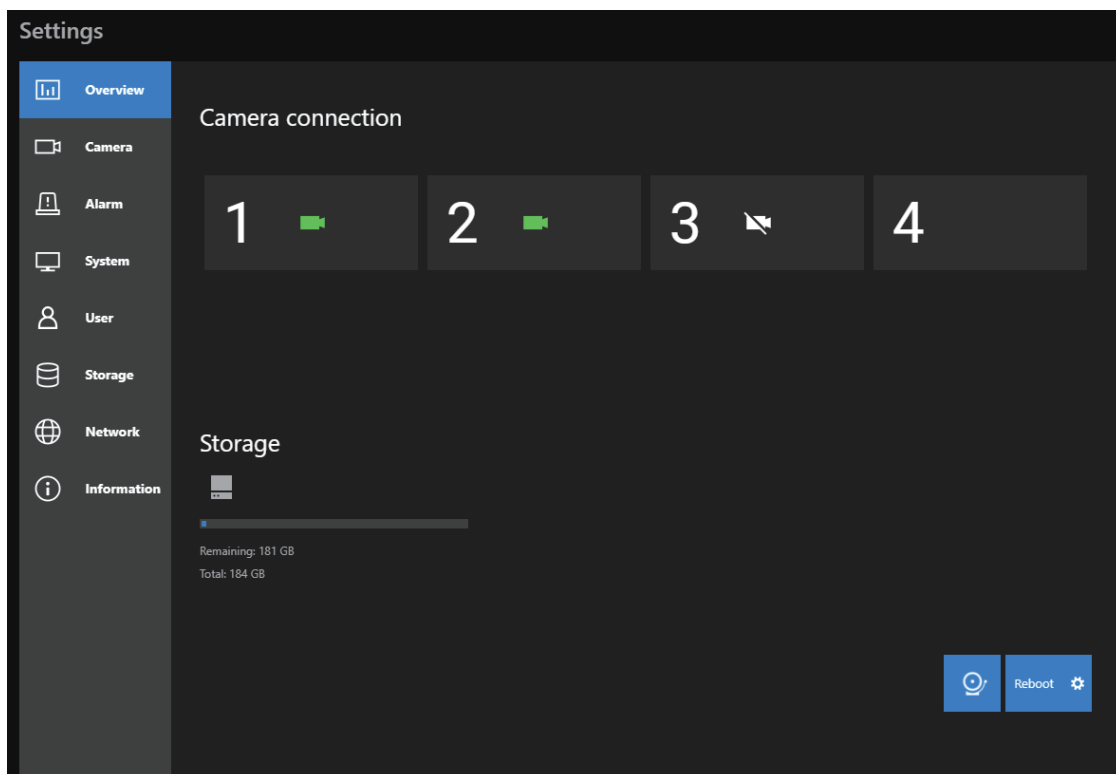 Settings
Overview
Camera
Alarm
System
User
Storage
Network
Information
Camera connection
1
2
3
4
Storage
Remaining: 181 GB
Total: 184 GB
Reboot